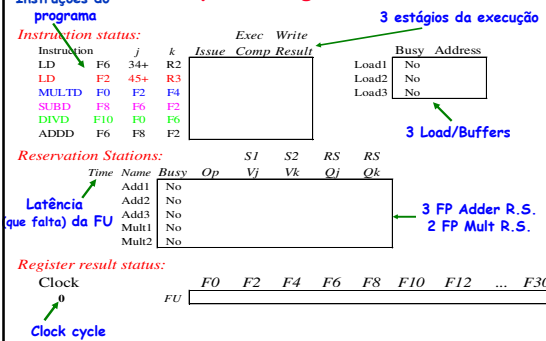 Instruções do
programa
3 estágios da execução
Instruction status: Exec Write
Instruction j k Issue Comp Result Busy Address
LD F6 34+ R2 Load1 No
LD F2 45+ R3 Load2 No
MULTD F0 F2 F4 Load3 No
SUBD F8 F6 F2
DIVD F10 F0 F6
ADDD F6 F8 F2
3 Load/Buffers
Reservation Stations: S1 S2 RS RS
Time Name Busy Op Vj Vk Qj Qk
Add1 No
Add2 No
Add3 No
Mult1 No
Mult2 No
Latência
(que falta) da FU
3 FP Adder R.S.
2 FP Mult R.S.
Register result status:
Clock F0 F2 F4 F6 F8 F10 F12 ... F30
0 FU
Clock cycle